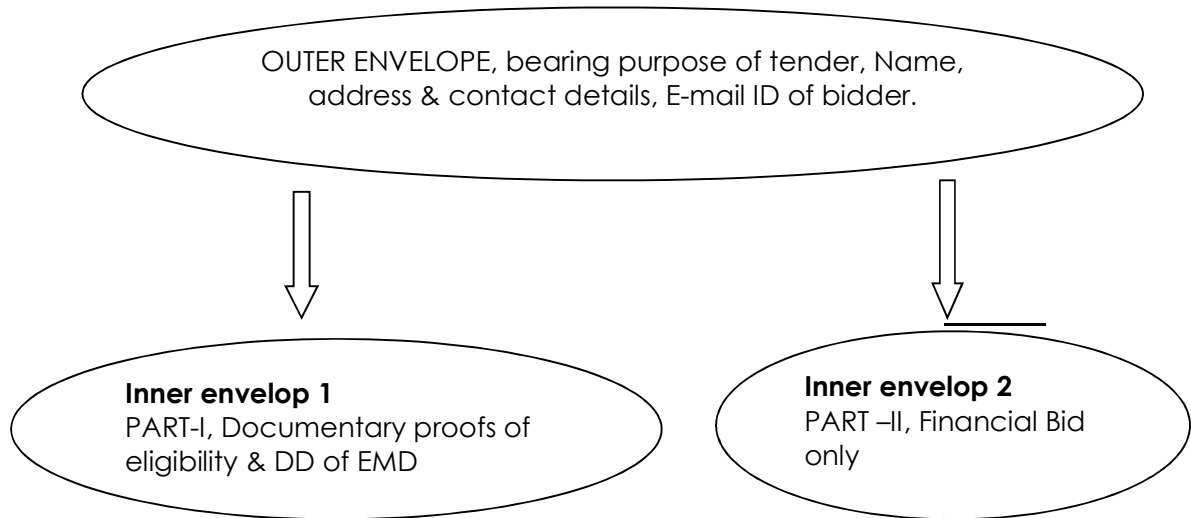 OUTER ENVELOPE, bearing purpose of tender, Name,
address & contact details, E-mail ID of bidder.
Inner envelop 1
PART-I, Documentary proofs of
eligibility & DD of EMD
Inner envelop 2
PART –II, Financial Bid
only